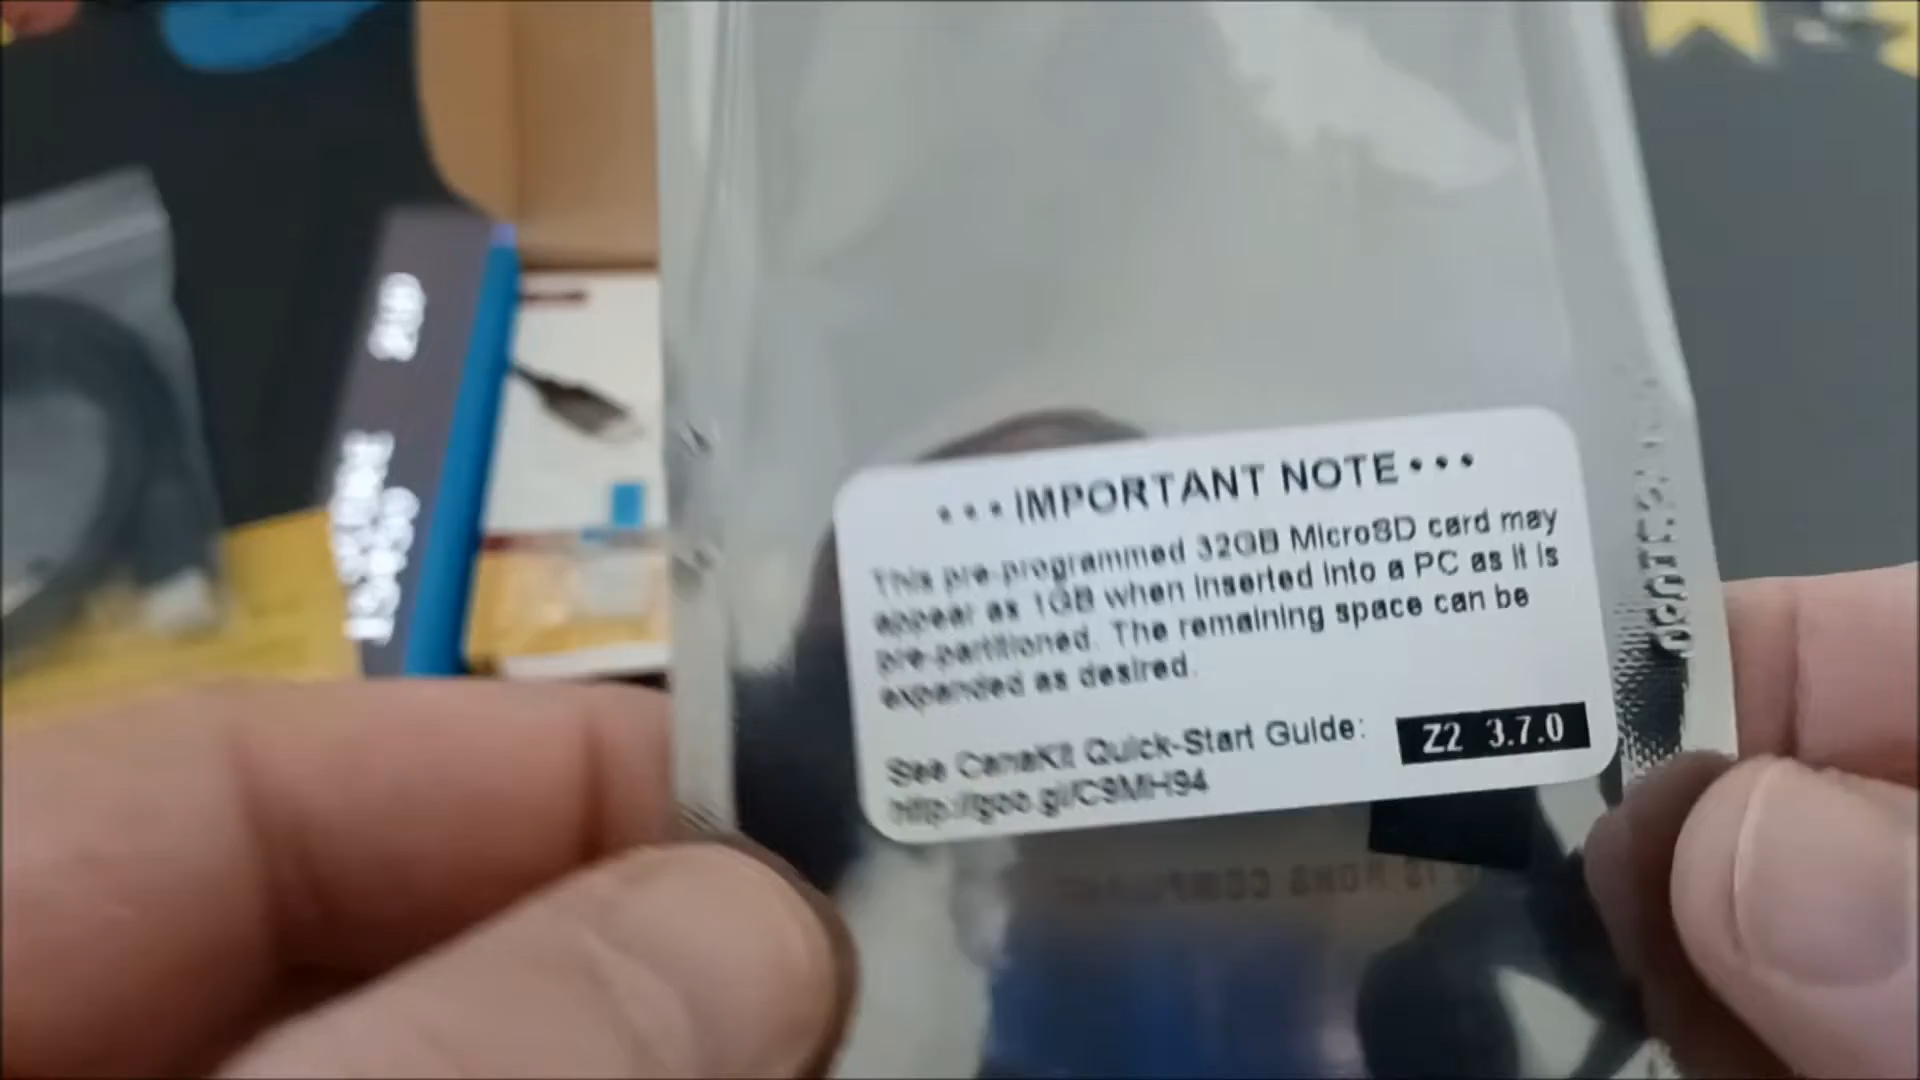 ••• IMPORTANT NOTE •••
This pre-programmed 32GB MicroSD card may
appear as 1GB when inserted into a PC as it is
pre-partitioned. The remaining space can be
expanded as desired.
See CanaKit Quick-Start Guide:
http://goo.gl/C9MH94
Z2 3.7.0